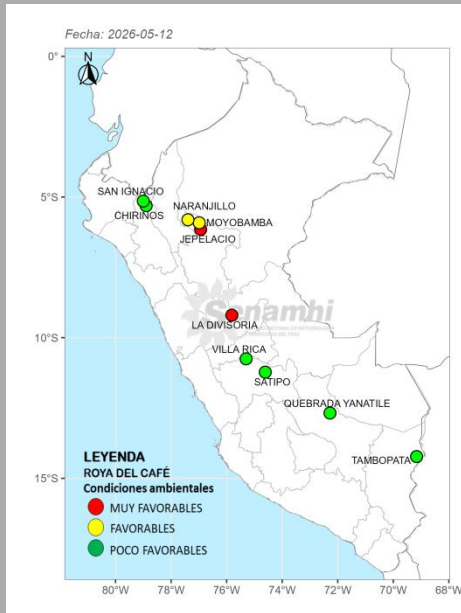 Fecha: 2026-05-12
0°
N
SAN IGNACIO
NARANJILLO
5°S
CHIRINOS
MOYOBAMBA
JEPELACIO
Senamhi
LA DIVISORIA
10°S
VILLA RICA
SATIPO
QUEBRADA YANATILE
TAMBOPATA
LEYENDA
ROYA DEL CAFÉ
Condiciones ambientales
15°S
MUY FAVORABLES
FAVORABLES
POCO FAVORABLES
80°W 78°W 76°W 74°W 72°W 70°W 68°W